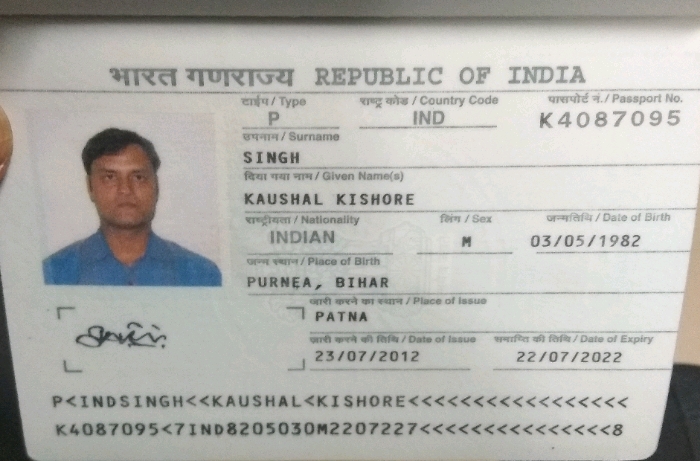 भारत गणराज्य REPUBLIC OF INDIA
टाईप / Type राष्ट्र कोड / Country Code पासपोर्ट नं. / Passport No.
P IND K4087095
उपनाम / Surname
SINGH
दिया गया नाम / Given Name(s)
KAUSHAL KISHORE
राष्ट्रीयता / Nationality लिंग / Sex जन्मतिथि / Date of Birth
INDIAN M 03/05/1982
जन्म स्थान / Place of Birth
PURNEA, BIHAR
जारी करने का स्थान / Place of Issue
PATNA
जारी करने की तिथि / Date of Issue समाप्ति की तिथि / Date of Expiry
23/07/2012 22/07/2022
P<INDSINGH<<KAUSHAL<KISHORE<<<<<<<<<<<<<<<<<
K4087095<7IND8205030M2207227<<<<<<<<<<<<<<<8